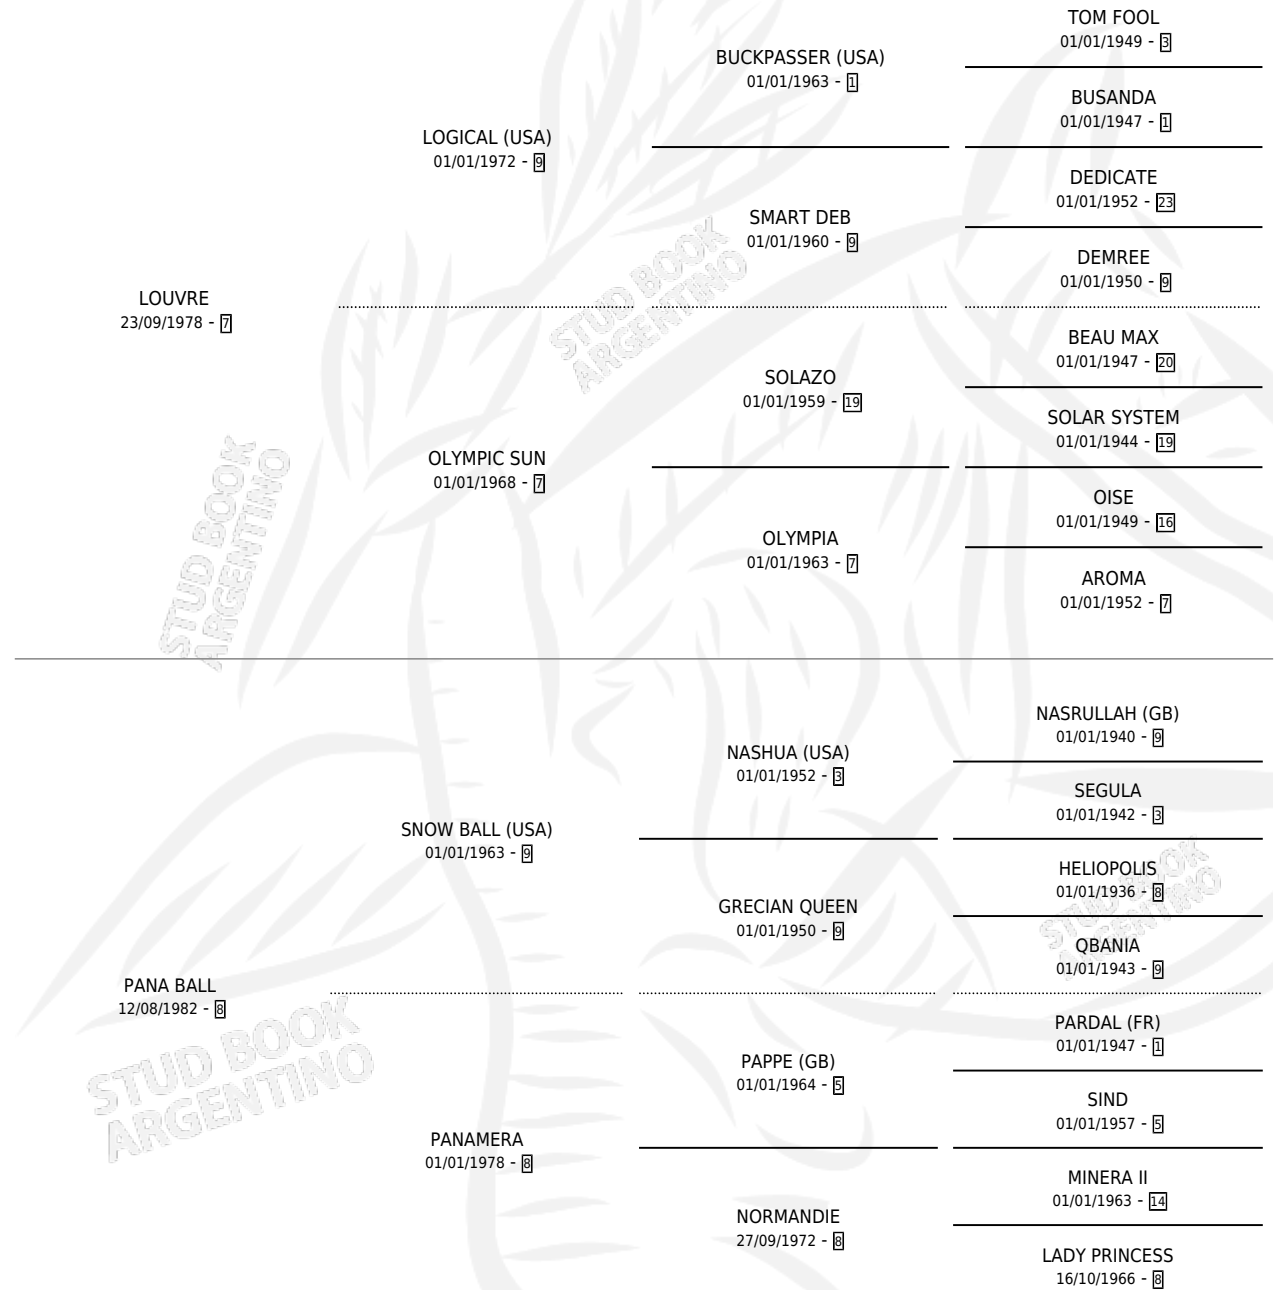 TOM FOOL
01/01/1949 - 3
BUCKPASSER (USA)
01/01/1963 - 1
BUSANDA
01/01/1947 - 1
LOGICAL (USA)
01/01/1972 - 9
DEDICATE
01/01/1952 - 23
SMART DEB
01/01/1960 - 9
DEMREE
01/01/1950 - 9
LOUVRE
23/09/1978 - 7
STUD BOOK
ARGENTINO
BEAU MAX
01/01/1947 - 20
SOLAZO
01/01/1959 - 19
SOLAR SYSTEM
01/01/1944 - 19
OLYMPIC SUN
01/01/1968 - 7
OISE
01/01/1949 - 16
OLYMPIA
01/01/1963 - 7
AROMA
01/01/1952 - 7
STUD BOOK
ARGENTINO
NASRULLAH (GB)
01/01/1940 - 9
NASHUA (USA)
01/01/1952 - 3
SEGULA
01/01/1942 - 3
SNOW BALL (USA)
01/01/1963 - 9
HELIOPOLIS
01/01/1936 - 8
GRECIAN QUEEN
01/01/1950 - 9
QBANIA
01/01/1943 - 9
STUD BOOK
ARGENTINO
PANA BALL
12/08/1982 - 8
PARDAL (FR)
01/01/1947 - 1
PAPPE (GB)
01/01/1964 - 5
SIND
01/01/1957 - 5
STUD BOOK
ARGENTINO
PANAMERA
01/01/1978 - 8
MINERA II
01/01/1963 - 14
NORMANDIE
27/09/1972 - 8
LADY PRINCESS
16/10/1966 - 8